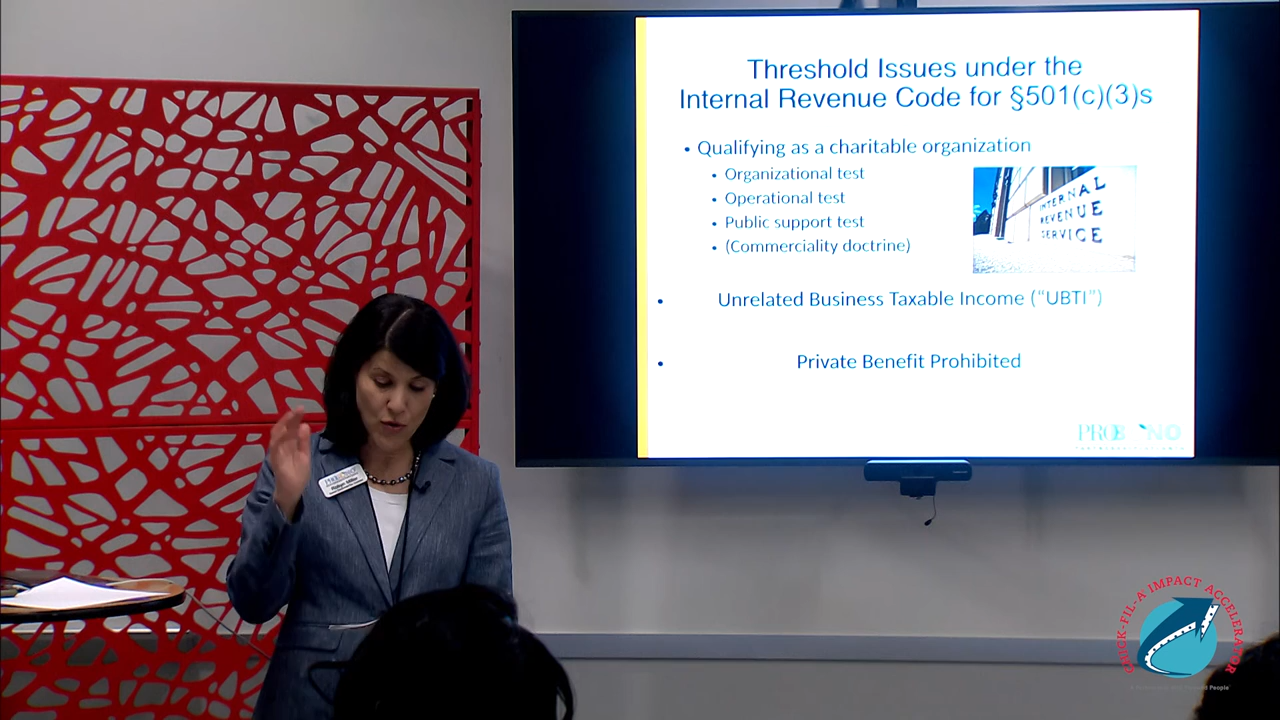 Threshold Issues under the
Internal Revenue Code for §501(c)(3)s
• Qualifying as a charitable organization
• Organizational test
• Operational test
• Public support test
• (Commerciality doctrine)
INTERNAL
REVENUE
SERVICE
• Unrelated Business Taxable Income ("UBTI")
• Private Benefit Prohibited
Robyn Miller
CHICK-FIL-A IMPACT ACCELERATOR